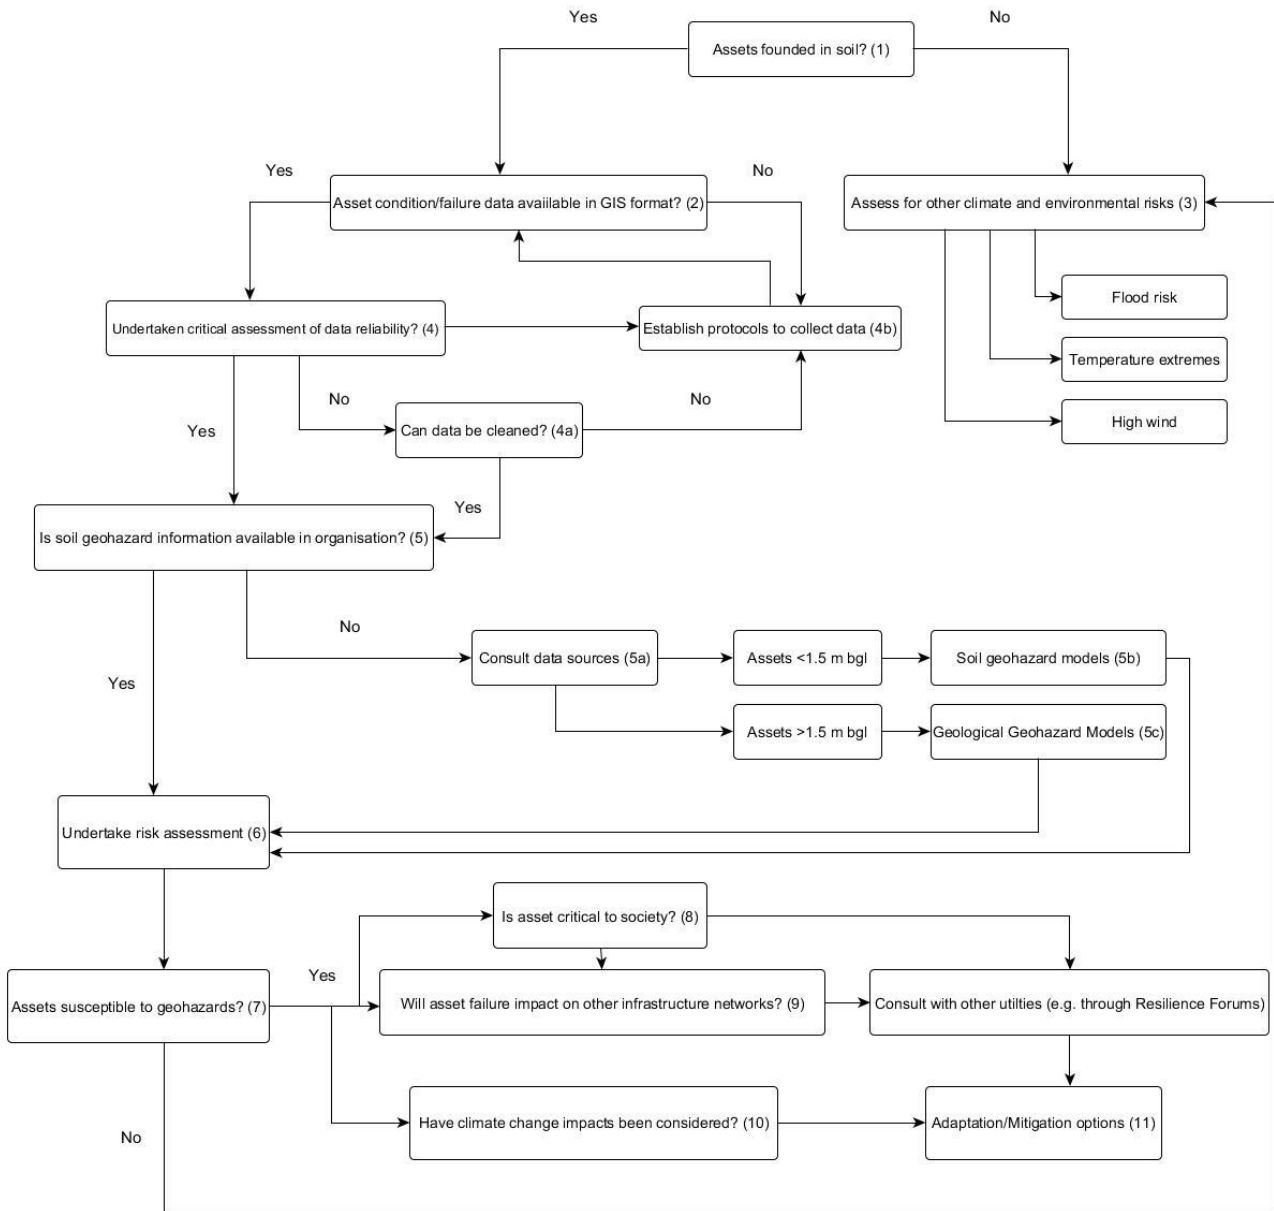 Yes
No
Assets founded in soil? (1)
Yes
No
Asset condition/failure data avaiilable in GIS format? (2)
Assess for other climate and environmental risks (3)
Flood risk
Undertaken critical assessment of data reliability? (4)
Establish protocols to collect data (4b)
Temperature extremes
No
No
Yes
Can data be cleaned? (4a)
High wind
Yes
Is soil geohazard information available in organisation? (5)
No
Consult data sources (5a)
Assets <1.5 m bgl
Soil geohazard models (5b)
Yes
Assets >1.5 m bgl
Geological Geohazard Models (5c)
Undertake risk assessment (6)
Is asset critical to society? (8)
Yes
Assets susceptible to geohazards? (7)
Will asset failure impact on other infrastructure networks? (9)
Consult with other utilties (e.g. through Resilience Forums)
Have climate change impacts been considered? (10)
Adaptation/Mitigation options (11)
No